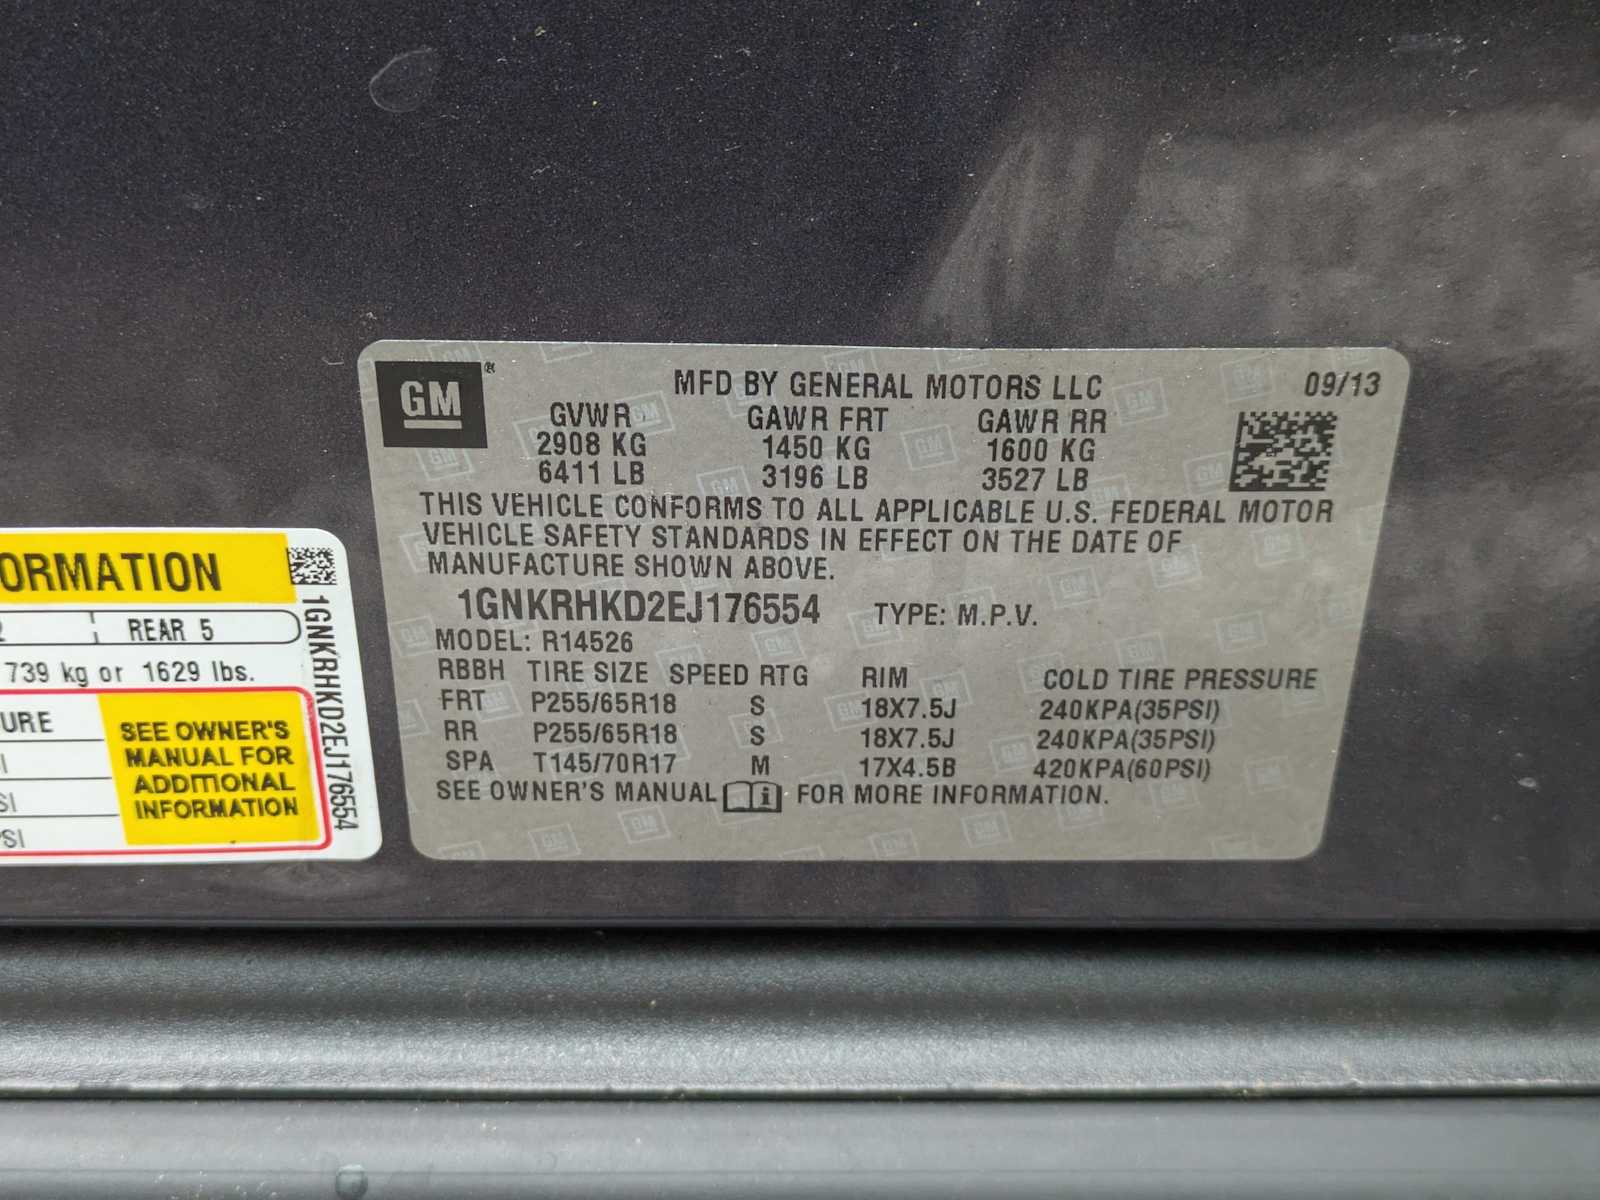 GM
MFD BY GENERAL MOTORS LLC 09/13
GVWR GAWR FRT GAWR RR
2908 KG 1450 KG 1600 KG
6411 LB 3196 LB 3527 LB
THIS VEHICLE CONFORMS TO ALL APPLICABLE U.S. FEDERAL MOTOR
VEHICLE SAFETY STANDARDS IN EFFECT ON THE DATE OF
MANUFACTURE SHOWN ABOVE.
1GNKRHKD2EJ176554 TYPE: M.P.V.
MODEL: R14526
RBBH TIRE SIZE SPEED RTG RIM COLD TIRE PRESSURE
FRT P255/65R18 S 18X7.5J 240KPA(35PSI)
RR P255/65R18 S 18X7.5J 240KPA(35PSI)
SPA T145/70R17 M 17X4.5B 420KPA(60PSI)
SEE OWNER'S MANUAL FOR MORE INFORMATION.
ORMATION
2 REAR 5
739 kg or 1629 lbs.
URE
SEE OWNER'S
MANUAL FOR
ADDITIONAL
INFORMATION
I
SI
PSI
1GNKRHKD2EJ176554